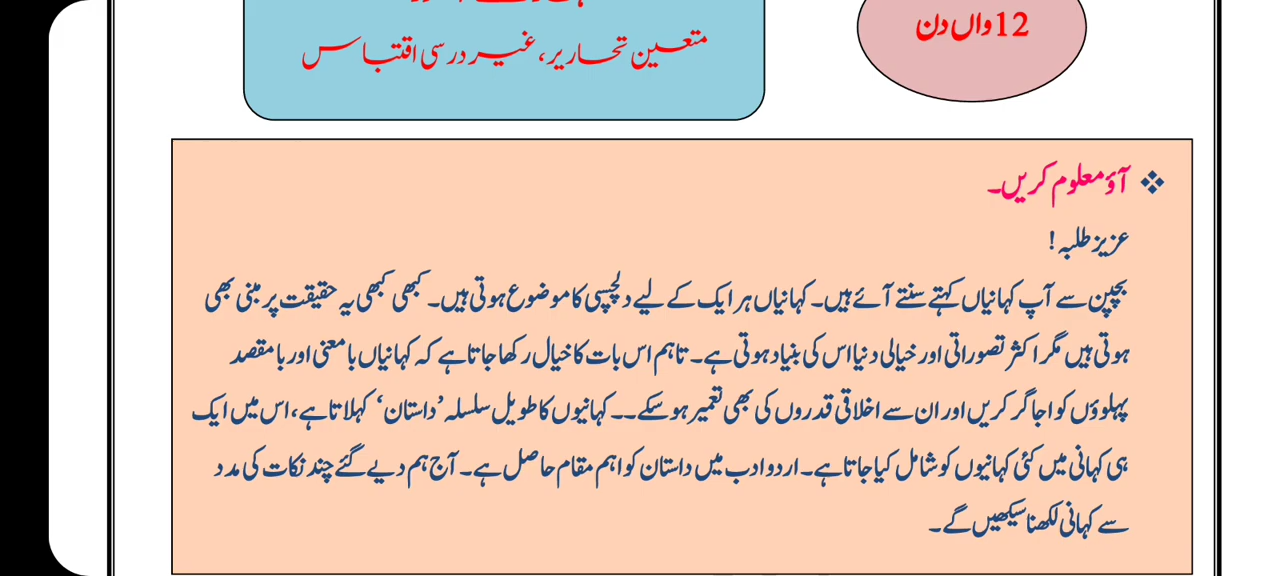 12 واں دن
متعین تحاریر، غیر درسی اقتباس
❖ آؤ معلوم کریں۔
عزیز طلبہ !
بچپن سے آپ کہانیاں کہتے سنتے آئے ہیں۔ کہانیاں ہر ایک کے لیے دلچسپی کا موضوع ہوتی ہیں۔ کبھی کبھی یہ حقیقت پر مبنی بھی
ہوتی ہیں مگر اکثر تصوراتی اور خیالی دنیا اس کی بنیاد ہوتی ہے۔ تاہم اس بات کا خیال رکھا جاتا ہے کہ کہانیاں با معنی اور با مقصد
پہلوؤں کو اجاگر کریں اور ان سے اخلاقی قدروں کی بھی تعمیر ہو سکے۔۔ کہانیوں کا طویل سلسلہ ’داستان‘ کہلاتا ہے، اس میں ایک
ہی کہانی میں کئی کہانیوں کو شامل کیا جاتا ہے۔ اردو ادب میں داستان کو اہم مقام حاصل ہے۔ آج ہم دیے گئے چند نکات کی مدد
سے کہانی لکھنا سیکھیں گے۔